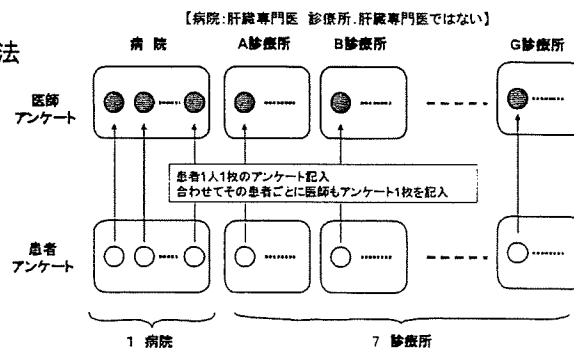 【病院:肝臓専門医 診療所.肝臓専門医ではない】
法
病 院
A診療所
B診療所
G診療所
医師
アンケート
患者1人1枚のアンケート記入
合わせてその患者ごとに医師もアンケート1枚を記入
患者
アンケート
1 病院
7 診療所